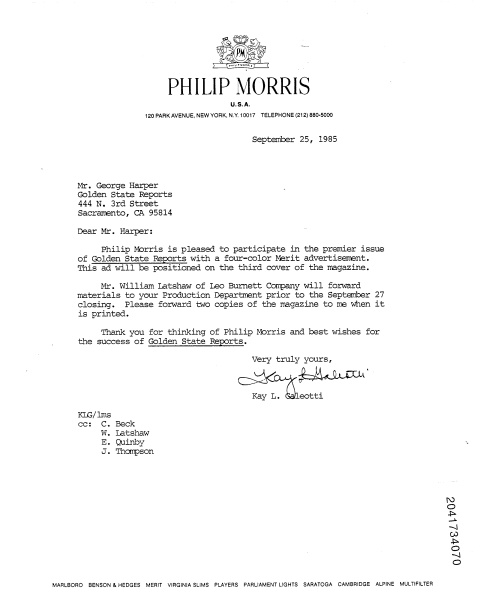 PM
PHILIP MORRIS
U.S.A.
120 PARK AVENUE, NEW YORK, N.Y. 10017 TELEPHONE (212) 880-5000
September 25, 1985
Mr. George Harper
Golden State Reports
444 N. 3rd Street
Sacramento, CA 95814
Dear Mr. Harper:
Philip Morris is pleased to participate in the premier issue
of Golden State Reports with a four-color Merit advertisement.
This ad will be positioned on the third cover of the magazine.
Mr. William Latshaw of Leo Burnett Company will forward
materials to your Production Department prior to the September 27
closing. Please forward two copies of the magazine to me when it
is printed.
Thank you for thinking of Philip Morris and best wishes for
the success of Golden State Reports.
Very truly yours,
Kay L Galeotti
Kay L. Galeotti
KLG/lms
cc: C. Beck
W. Latshaw
E. Quinby
J. Thompson
2041734070
MARLBORO BENSON & HEDGES MERIT VIRGINIA SLIMS PLAYERS PARLIAMENT LIGHTS SARATOGA CAMBRIDGE ALPINE MULTIFILTER